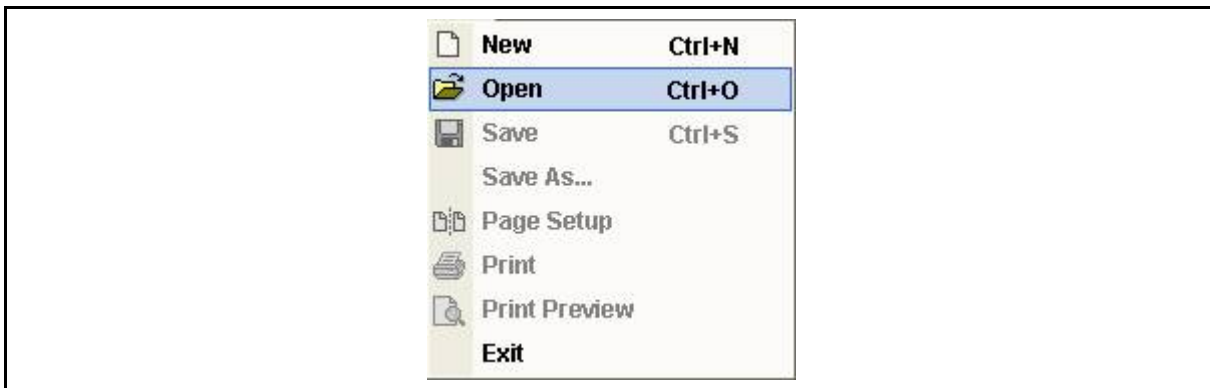 New Ctrl+N
Open Ctrl+O
Save Ctrl+S
Save As...
Page Setup
Print
Print Preview
Exit